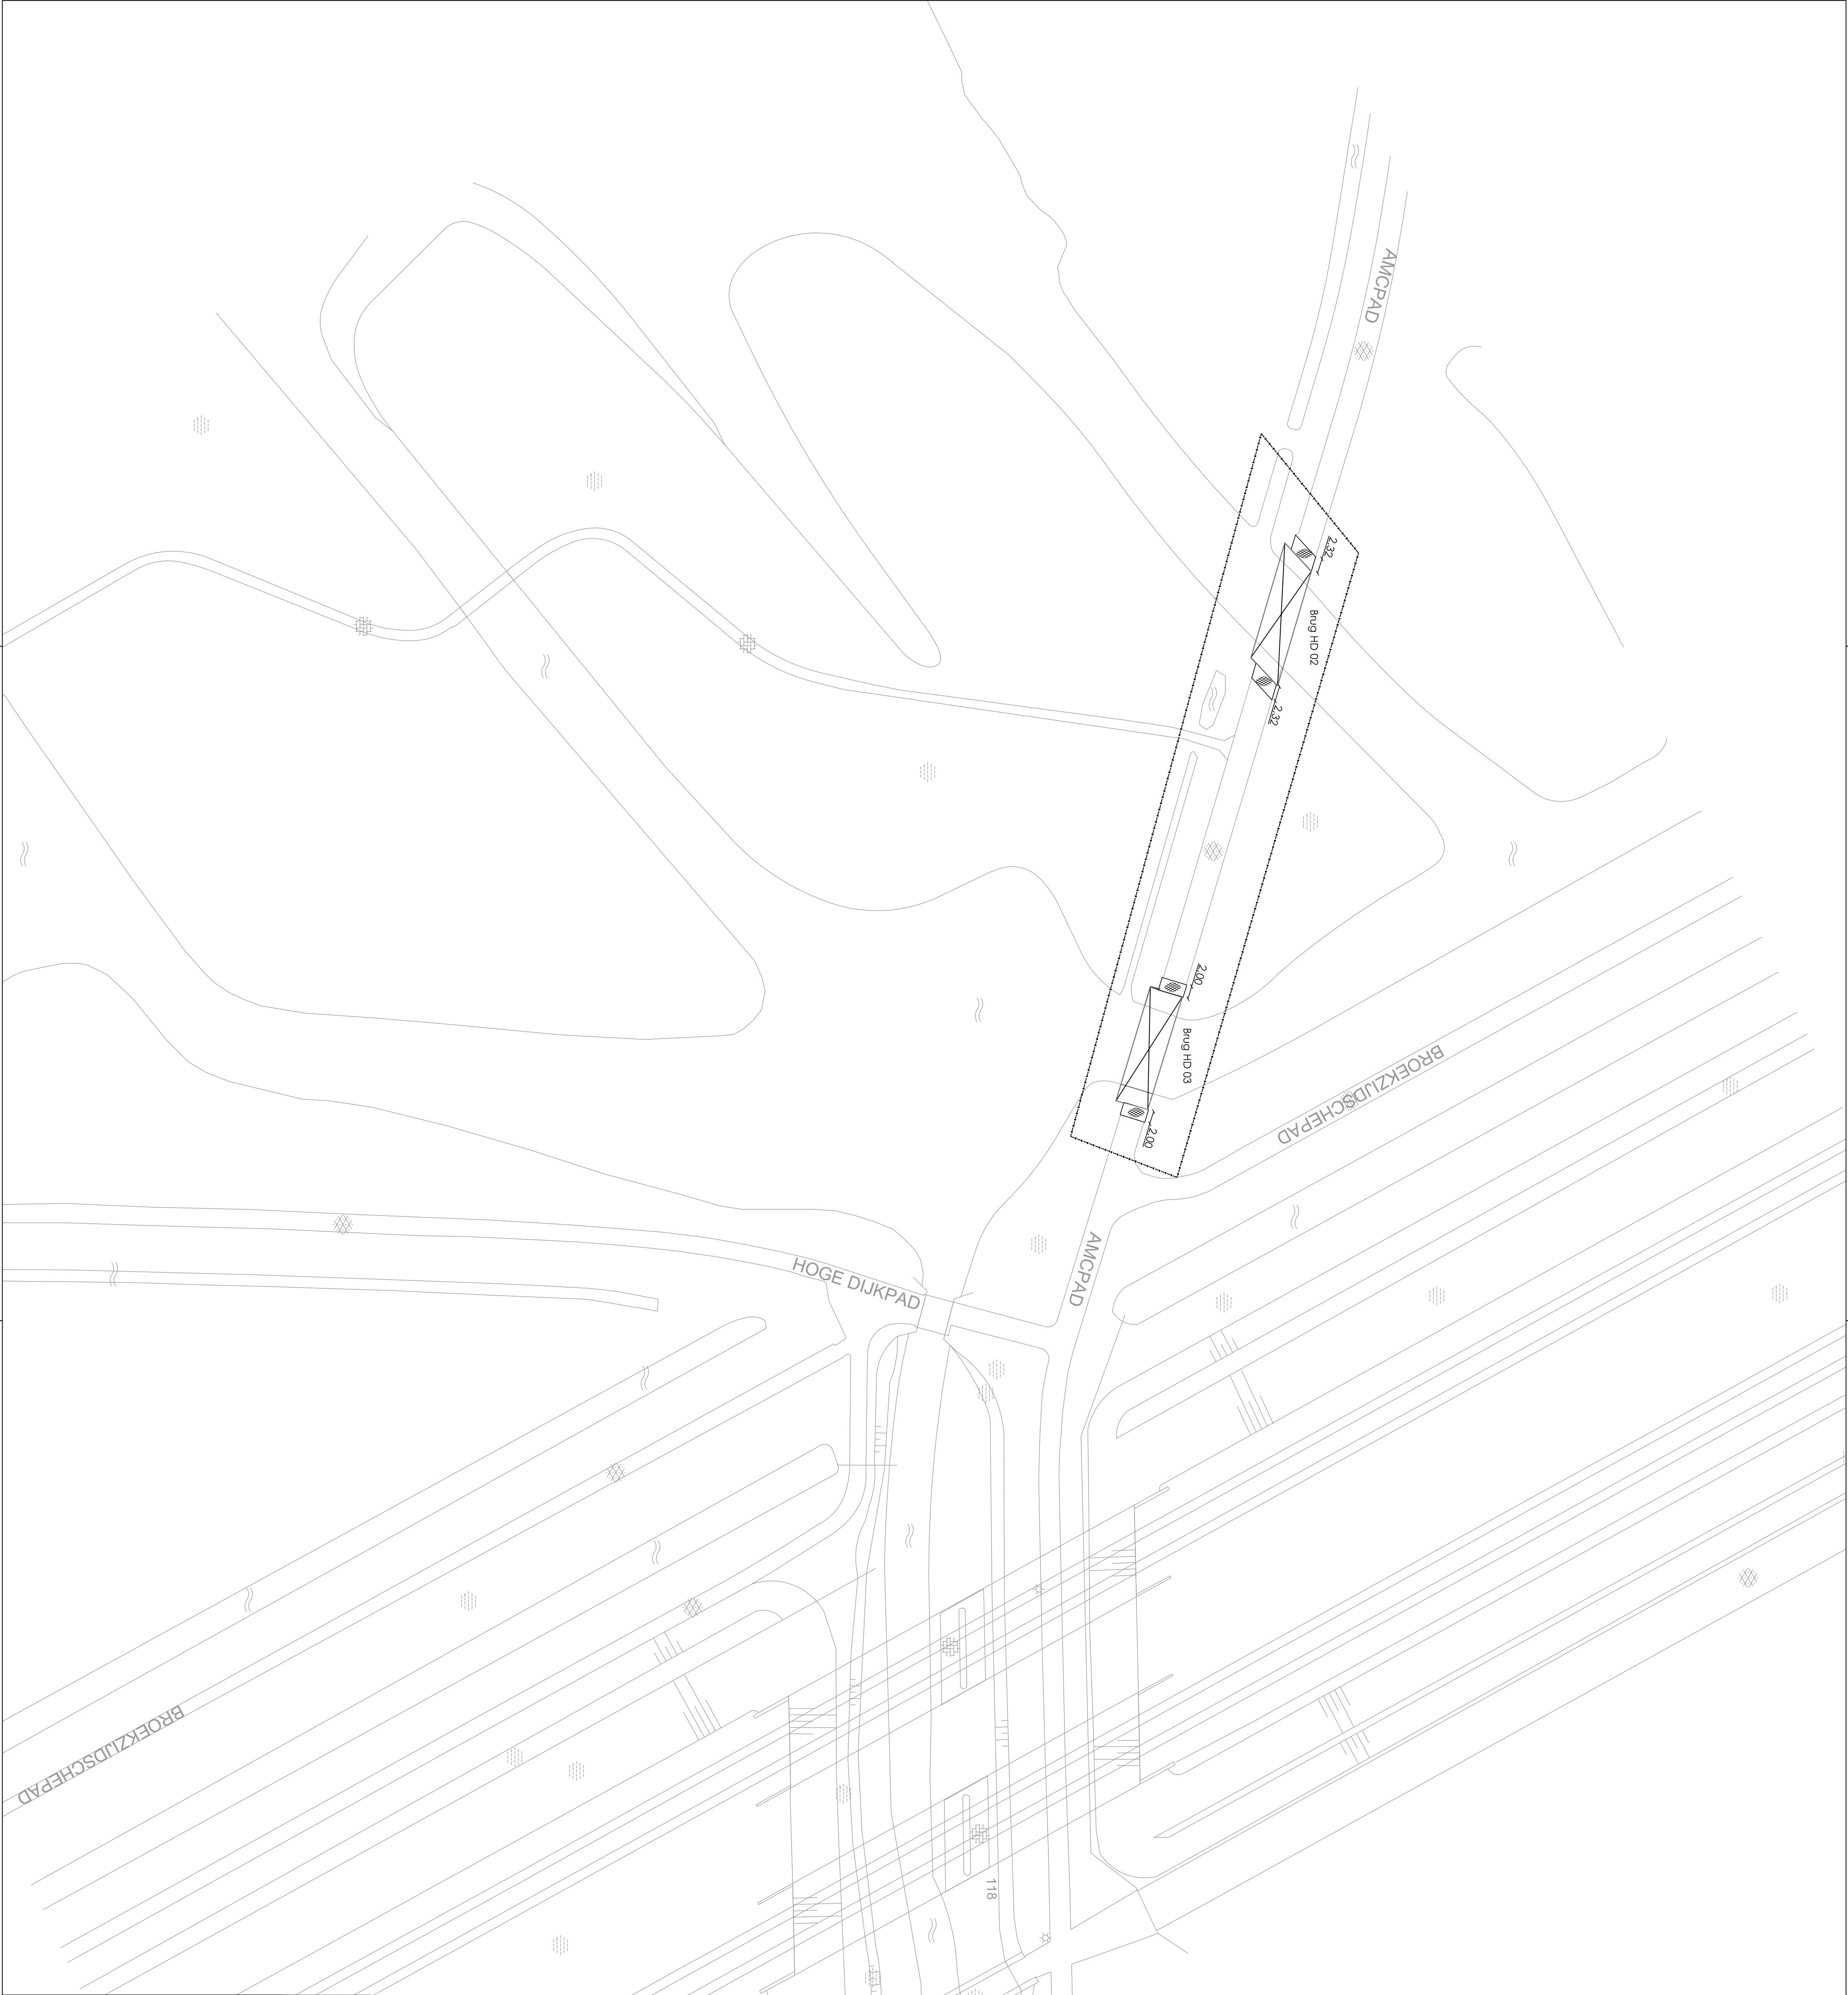 AMCPAD
2.32
Brug HD 02
2.32
2.00
Brug HD 03
2.00
BROEKZIJDSCHEPAD
AMCPAD
HOGE DIJKPAD
BROEKZIJDSCHEPAD
118